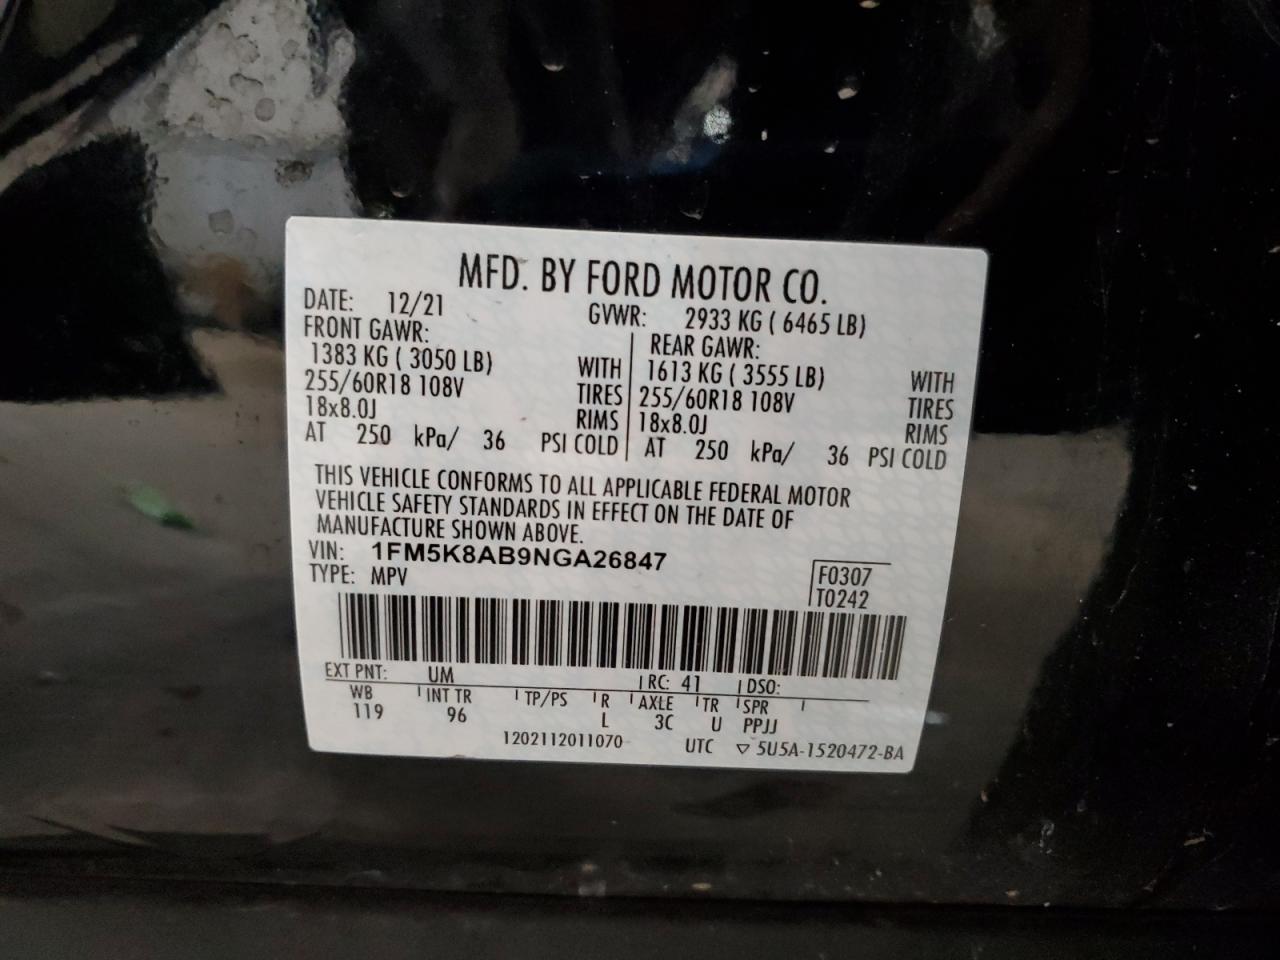 MFD. BY FORD MOTOR CO.
DATE: 12/21 GVWR: 2933 KG ( 6465 LB)
FRONT GAWR: REAR GAWR:
1383 KG ( 3050 LB) WITH 1613 KG ( 3555 LB) WITH
255/60R18 108V TIRES 255/60R18 108V TIRES
18x8.0J RIMS 18x8.0J RIMS
AT 250 kPa/ 36 PSI COLD AT 250 kPa/ 36 PSI COLD
THIS VEHICLE CONFORMS TO ALL APPLICABLE FEDERAL MOTOR
VEHICLE SAFETY STANDARDS IN EFFECT ON THE DATE OF
MANUFACTURE SHOWN ABOVE.
VIN: 1FM5K8AB9NGA26847
TYPE: MPV F0307
T0242
EXT PNT: UM RC: 41 DSO:
WB INT TR TP/PS R AXLE TR SPR
119 96 L 3C U PPJJ
1202112011070 UTC ▽ 5U5A-1520472-BA